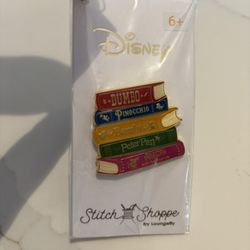 6+
Disney
DUMBO
PINOCCHIO
Peter Pan
Stitch Shoppe
by Loungefly